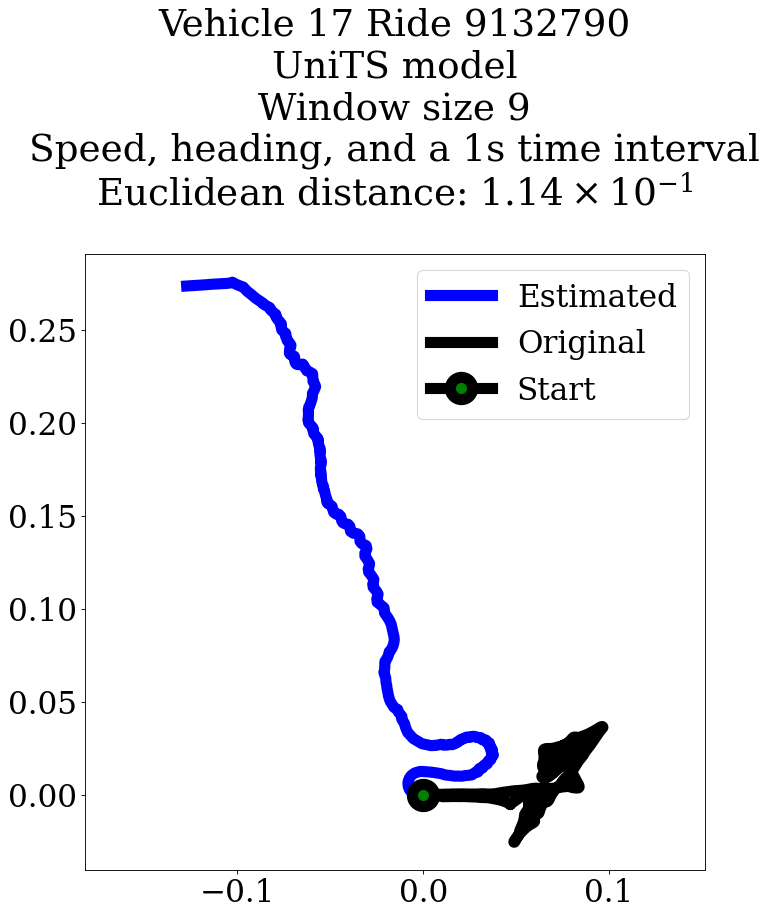 Vehicle 17 Ride 9132790
UniTS model
Window size 9
Speed, heading, and a 1s time interval
Euclidean distance: 1.14 × 10⁻¹
Estimated
Original
Start
0.25
0.20
0.15
0.10
0.05
0.00
−0.1 0.0 0.1